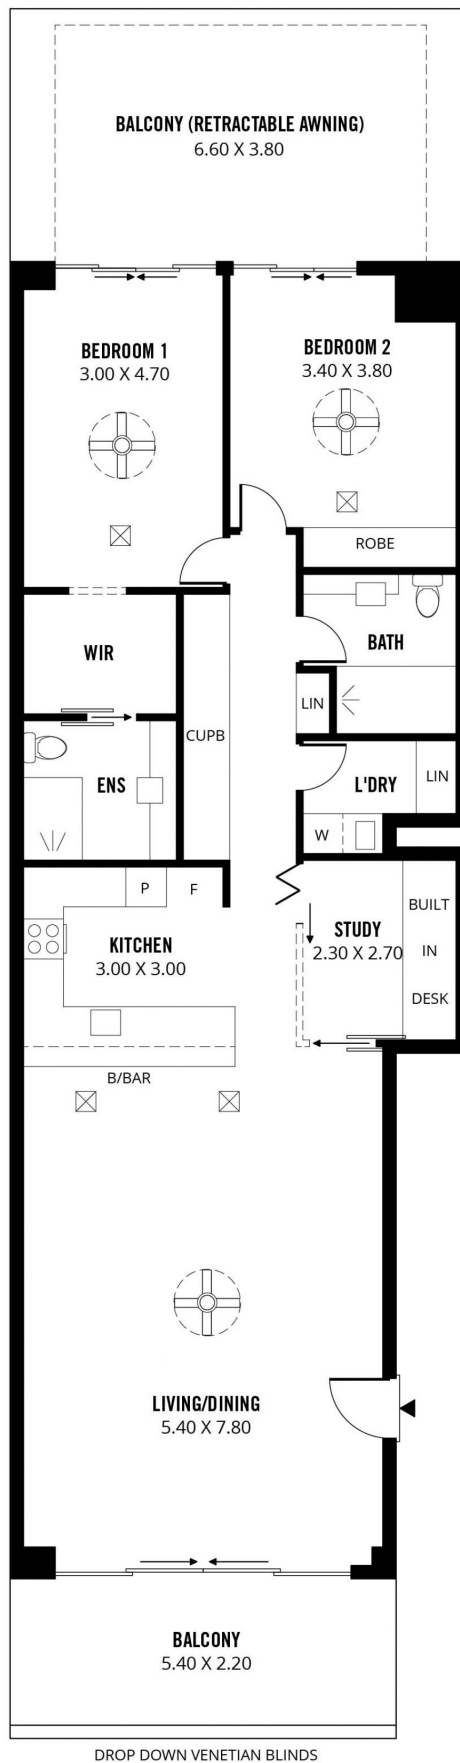 BALCONY (RETRACTABLE AWNING)
6.60 X 3.80
BEDROOM 1
3.00 X 4.70
BEDROOM 2
3.40 X 3.80
ROBE
WIR
BATH
LIN
CUPB
ENS
L'DRY
LIN
W
P
F
KITCHEN
3.00 X 3.00
STUDY
2.30 X 2.70
BUILT
IN
DESK
B/BAR
LIVING/DINING
5.40 X 7.80
BALCONY
5.40 X 2.20
DROP DOWN VENETIAN BLINDS